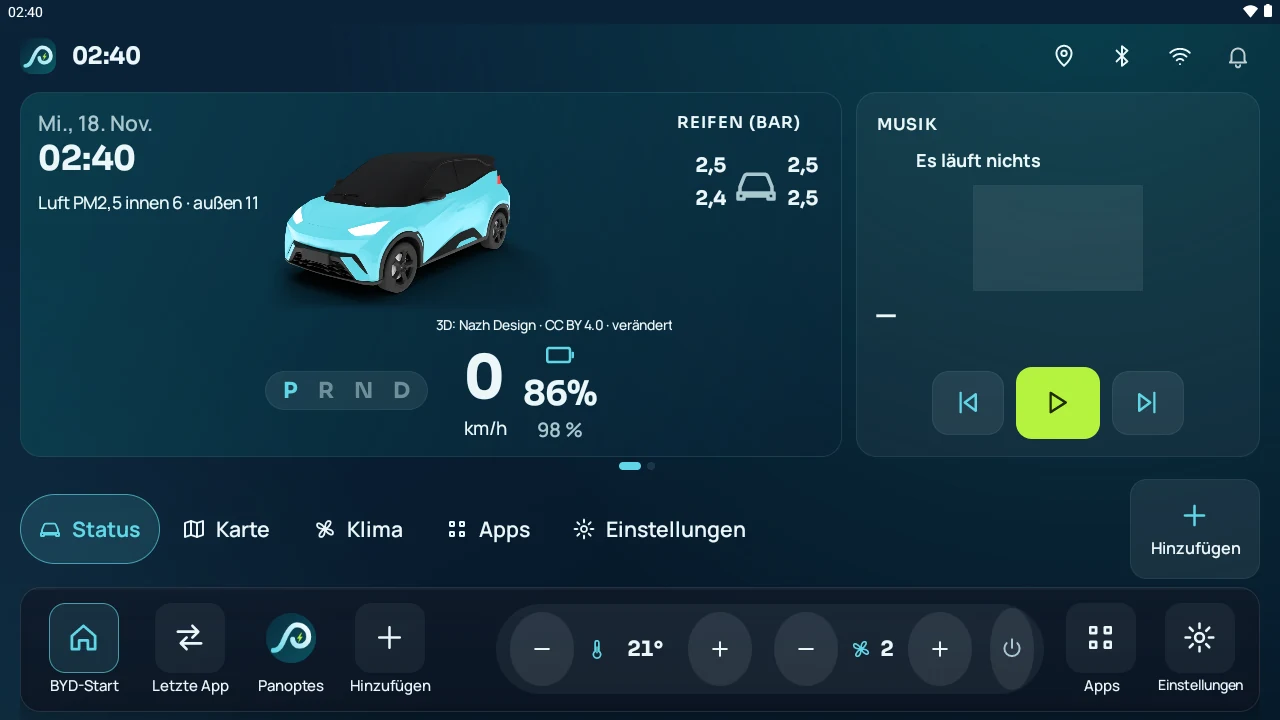 02:40
02:40
Mi., 18. Nov.
02:40
Luft PM2,5 innen 6 · außen 11
REIFEN (BAR)
2,5 2,5
2,4 2,5
3D: Nazh Design · CC BY 4.0 · verändert
P R N D
0
km/h
86%
98 %
MUSIK
Es läuft nichts
—
Status
Karte
Klima
Apps
Einstellungen
Hinzufügen
BYD-Start
Letzte App
Panoptes
Hinzufügen
21°
2
Apps
Einstellungen